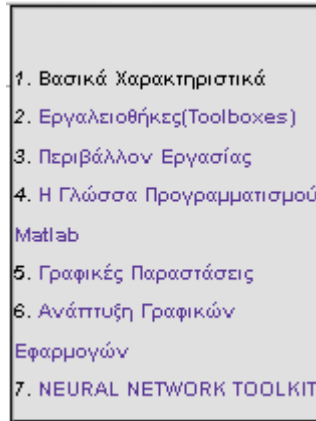 1. Βασικά Χαρακτηριστικά
2. Εργαλειοθήκες(Toolboxes)
3. Περιβάλλον Εργασίας
4. Η Γλώσσα Προγραμματισμού
Matlab
5. Γραφικές Παραστάσεις
6. Ανάπτυξη Γραφικών
Εφαρμογών
7. NEURAL NETWORK TOOLKIT